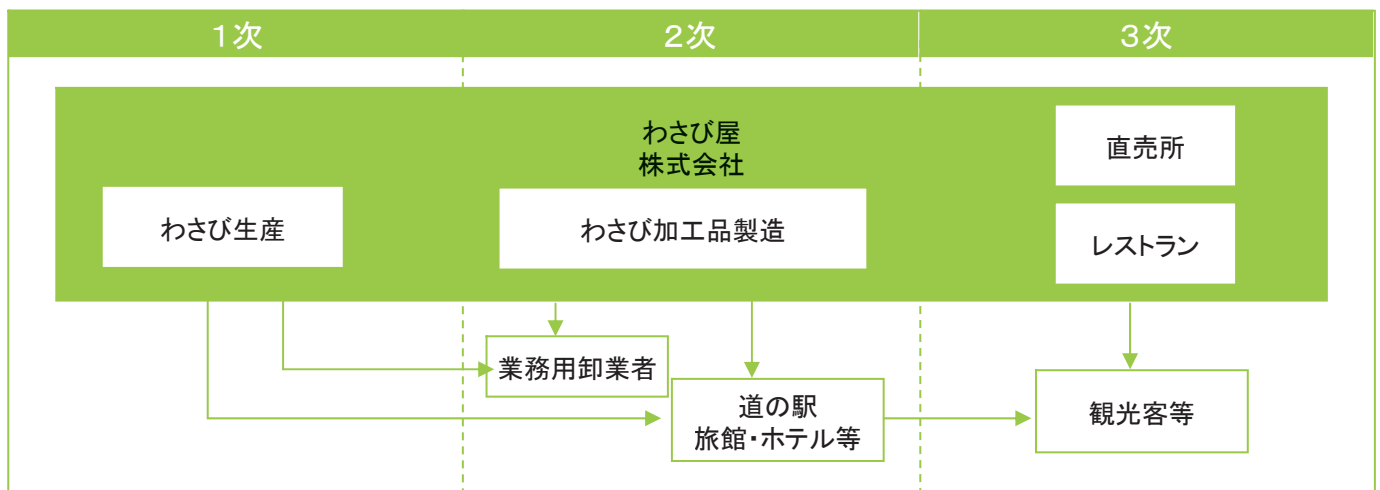 1次
2次
3次
わさび屋
株式会社
直売所
わさび生産
わさび加工品製造
レストラン
業務用卸業者
道の駅
旅館・ホテル等
観光客等